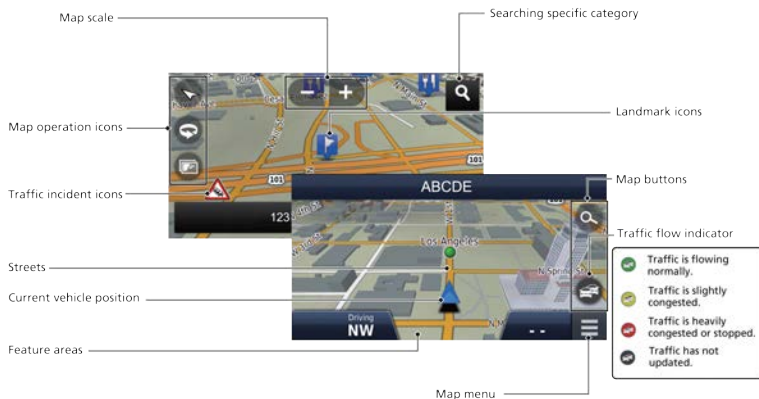 Map scale
Searching specific category
Map operation icons
Landmark icons
Traffic incident icons
101
101
123
ABCDE
Map buttons
Traffic flow indicator
Los Angeles
N Spring St
Streets
Current vehicle position
Driving
NW
- -
Feature areas
Map menu
Traffic is flowing
normally.
Traffic is slightly
congested.
Traffic is heavily
congested or stopped.
Traffic has not
updated.